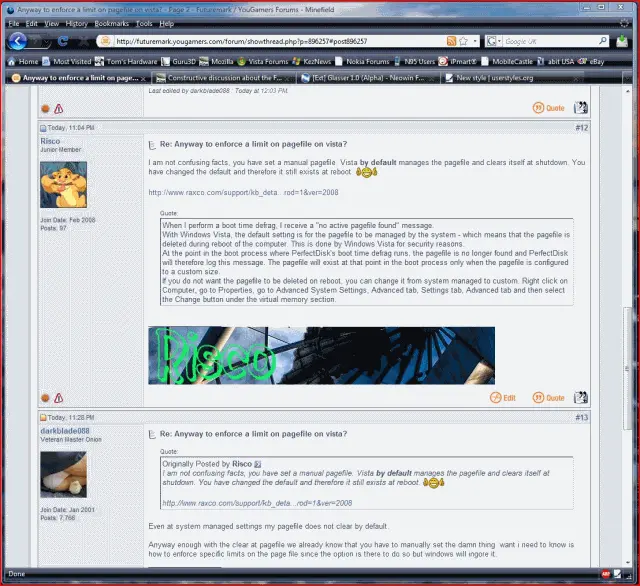 Anyway to enforce a limit on pagefile on vista? - Page 2 - Futuremark / YouGamers Forums - Minefield
File Edit View History Bookmarks Tools Help
http://futuremark.yougamers.com/forum/showthread.php?p=896257#post896257
Google UK
Home Most Visited Tom's Hardware Guru3D Mozilla Vista Forums KezNews Nokia Forums N95 Users iPmart® MobileCastle abit USA eBay
Anyway to enforce a limit on page... Constructive discussion about the F... [Ext] Glasser 1.0 (Alpha) - Neowin F... New style | userstyles.org
Last edited by darkblade088 : Today at 12:03 PM.
Quote
Today, 11:04 PM #12
Risco
Junior Member
Join Date: Feb 2008
Posts: 97
Re: Anyway to enforce a limit on pagefile on vista?
I am not confusing facts, you have set a manual pagefile. Vista by default manages the pagefile and clears itself at shutdown. You
have changed the default and therefore it still exists at reboot.
http://www.raxco.com/support/kb_deta...rod=1&ver=2008
Quote:
When I perform a boot time defrag, I receive a "no active pagefile found" message.
With Windows Vista, the default setting is for the pagefile to be managed by the system - which means that the pagefile is
deleted during reboot of the computer. This is done by Windows Vista for security reasons.
At the point in the boot process where PerfectDisk's boot time defrag runs, the pagefile is no longer found and PerfectDisk
will therefore log this message. The pagefile will exist at that point in the boot process only when the pagefile is configured
to a custom size.
If you do not want the pagefile to be deleted on reboot, you can change it from system managed to custom. Right click on
Computer, go to Properties, go to Advanced System Settings, Advanced tab, Settings tab, Advanced tab and then select
the Change button under the virtual memory section.
Risco
Edit Quote
Today, 11:28 PM #13
darkblade088
Veteran Master Onion
Join Date: Jan 2001
Posts: 7,766
Re: Anyway to enforce a limit on pagefile on vista?
Quote:
Originally Posted by Risco
I am not confusing facts, you have set a manual pagefile. Vista by default manages the pagefile and clears itself at
shutdown. You have changed the default and therefore it still exists at reboot.
http://www.raxco.com/support/kb_deta...rod=1&ver=2008
Even at system managed settings my pagefile does not clear by default.
Anyway enough with the clear at pagefile we already know that you have to manually set the damn thing want i need to know is
how to enforce specific limits on the page file since the option is there to do so but windows will ingore it.
Done
ABP